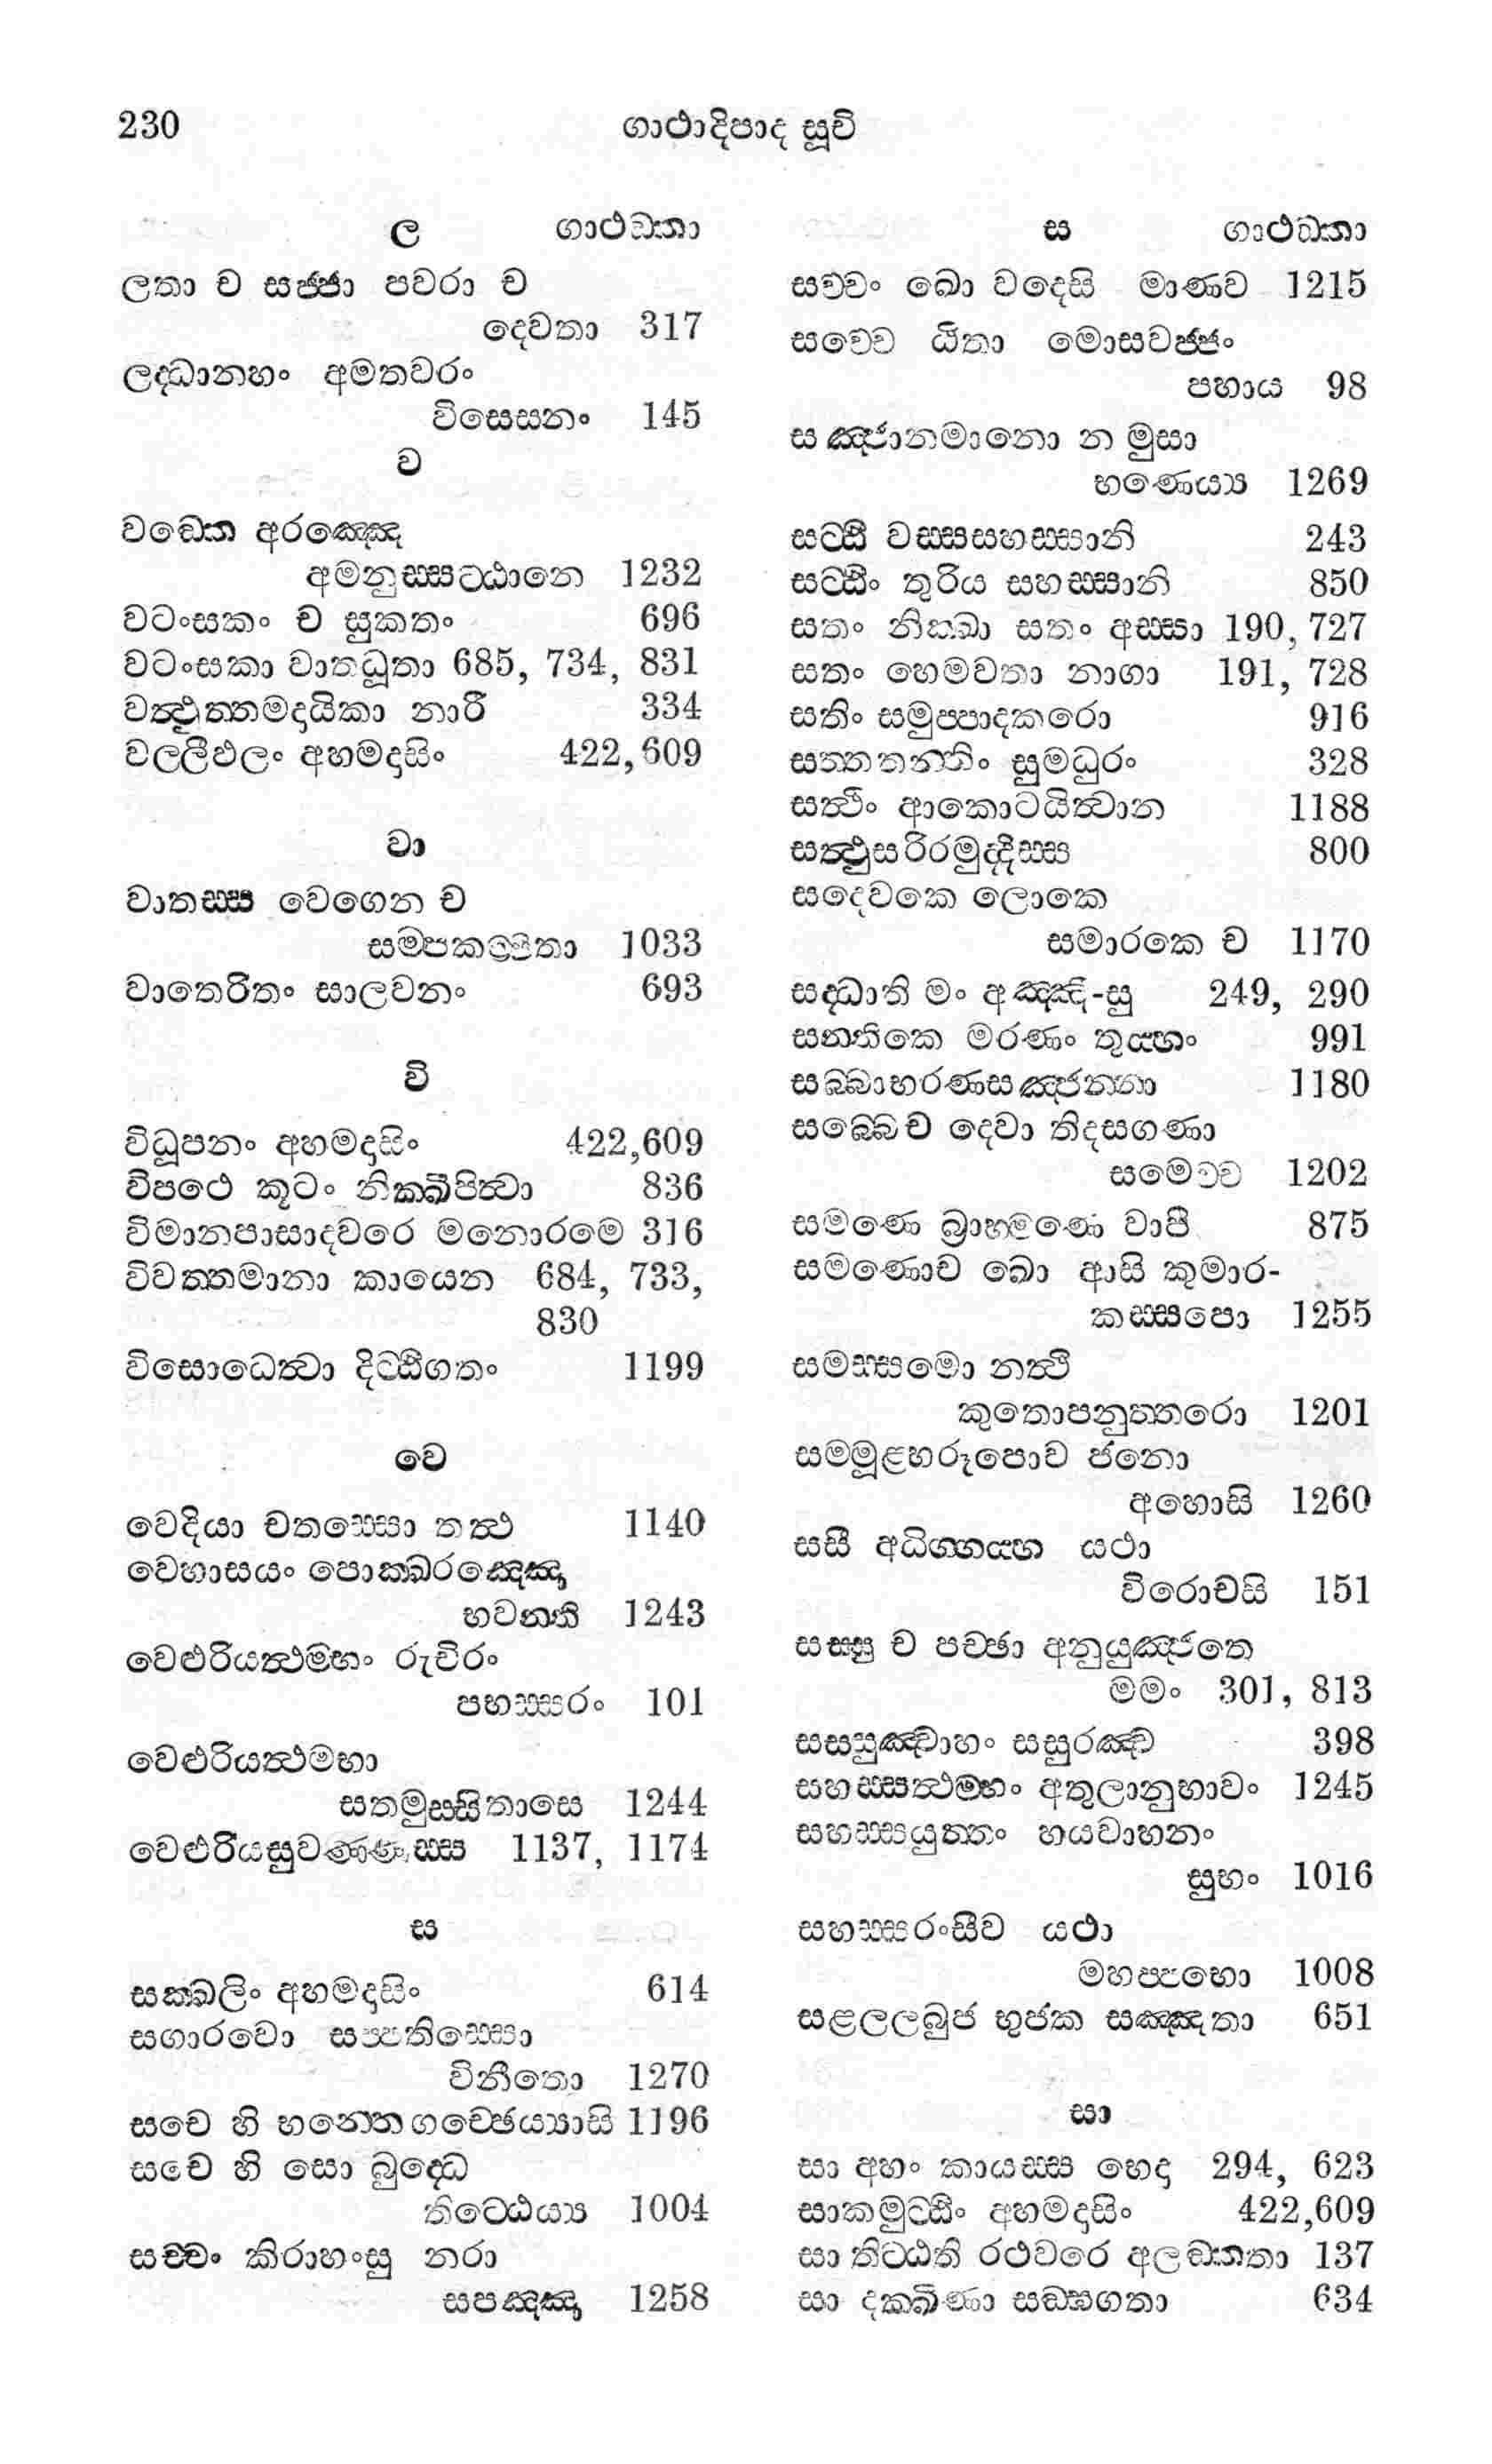 230
ගාථාදිපාද සූචි
ල ගාථඞ්කා
ලතා ච සජ්ජා පවරා ච
දෙවතා 317
ලද්ධානහං අමතවරං
විසෙසනං 145
ව
වඞ්කෙ අරඤ්ඤෙ
අමනුස්සට්ඨානෙ 1232
වටංසකං ච සුකතං 696
වටංසකා වාතධූතා 685, 734, 831
වත්ථුත්තමදායිකා නාරී 334
වල්ලීඵලං අහමදාසිං 422,609
වා
වාතස්ස වෙගෙන ච
සම්පකම්පිතා 1033
වාතෙරිතං සාලවනං 693
වි
විධූපනං අහමදාසිං 422,609
විපථෙ කූටං නික්ඛිපිත්වා 836
විමානපාසාදවරෙ මනොරමෙ 316
විවත්තමානා කායෙන 684, 733,
830
විසොධෙත්වා දිට්ඨිගතං 1199
වෙ
වෙදියා චතස්සො තත්ථ 1140
වෙහාසයං පොක්ඛරඤ්ඤෙ
භවන්ති 1243
වෙළුරියත්ථම්භං රුචිරං
පභස්සරං 101
වෙළුරියත්ථම්භා
සතමුස්සිතාසෙ 1244
වෙළුරියසුවණ්ණස්ස 1137, 1174
ස
සක්ඛලිං අහමදාසිං 614
සගාරවො සප්පතිස්සො
විනීතො 1270
සචෙ හි භන්තෙ ගච්ඡෙය්‍යාසි 1196
සචෙ හි සො බුද්ධෙ
තිට්ඨෙය්‍ය 1004
සච්චං කිරාහංසු නරා
සපඤ්ඤා 1258
ස ගාථඞ්කා
සච්චං ඛො වදෙසි මාණව 1215
සච්චෙ ඨිතා මොසවජ්ජං
පහාය 98
සඤ්ජානමානො න මුසා
භණෙය්‍ය 1269
සට්ඨි වස්සසහස්සානි 243
සට්ඨිං තුරිය සහස්සානි 850
සතං නික්ඛා සතං අස්සා 190, 727
සතං හෙමවතා නාගා 191, 728
සතිං සමුප්පාදකරො 916
සත්තතන්තිං සුමධුරං 328
සත්ථිං ආකොටයිත්වාන 1188
සත්ථුසරීරමුද්දිස්ස 800
සදෙවකෙ ලොකෙ
සමාරකෙ ච 1170
සද්ධාති මං අඤ්ඤි-සු 249, 290
සන්තිකෙ මරණං තුය්හං 991
සබ්බාභරණසඤ්ඡන්නා 1180
සබ්බෙච දෙවා තිදසගණා
සමෙච්ච 1202
සමණෙ බ්‍රාහ්මණෙ චාපි 875
සමණොච ඛො ආසි කුමාර-
කස්සපො 1255
සමස්සමො නත්ථි
කුතොපනුත්තරො 1201
සම්මූළ්හරූපොව ජනො
අහොසි 1260
සසී අධිග්ගය්හ යථා
විරොචසි 151
සස්සු ච පච්ඡා අනුයුඤ්ජතෙ
මමං 301, 813
සස්සුඤ්චාහං සසුරඤ්ච 398
සහස්සත්ථම්භං අතුලානුභාවං 1245
සහස්සයුත්තං හයවාහනං
සුභං 1016
සහස්සරංසීව යථා
මහප්පභො 1008
සළලලබුජ භුජක සඤ්ඤතා 651
සා
සා අහං කායස්ස භෙදා 294, 623
සාකමුට්ඨිං අහමදාසිං 422,609
සා තිට්ඨති රථවරෙ අලඞ්කතා 137
සා දක්ඛිණා සඞ්ඝගතා 634